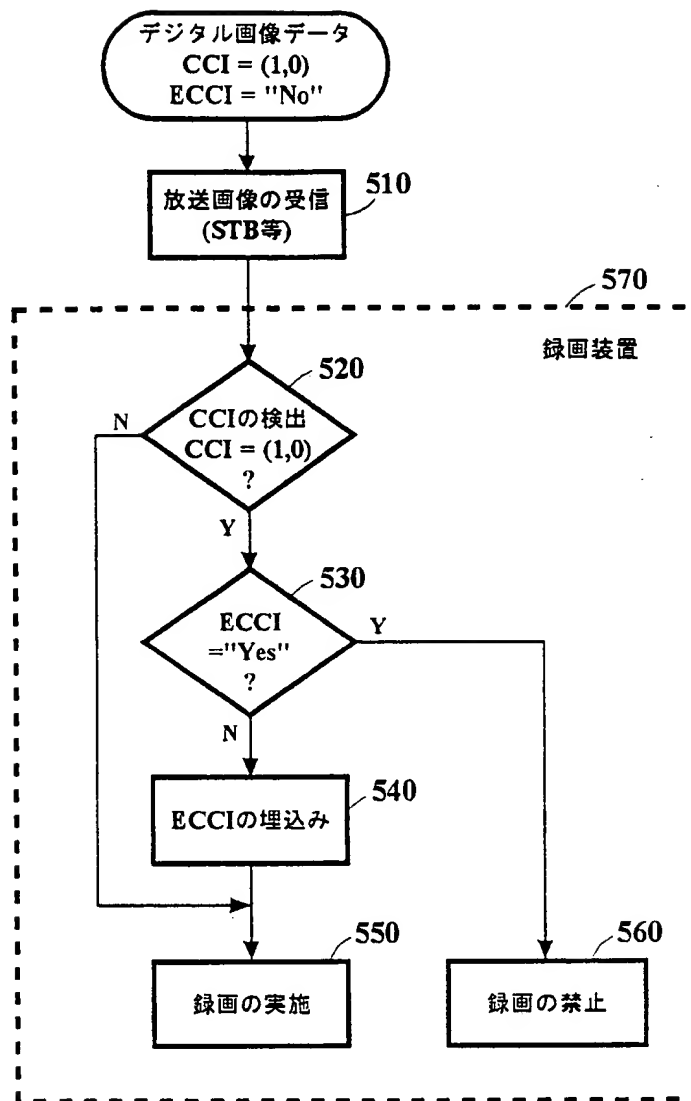 デジタル画像データ
CCI = (1,0)
ECCI = "No"
放送画像の受信
(STB等)
510
570
録画装置
520
CCIの検出
CCI = (1,0)
?
N
Y
530
ECCI
="Yes"
?
Y
N
540
ECCIの埋込み
550
録画の実施
560
録画の禁止